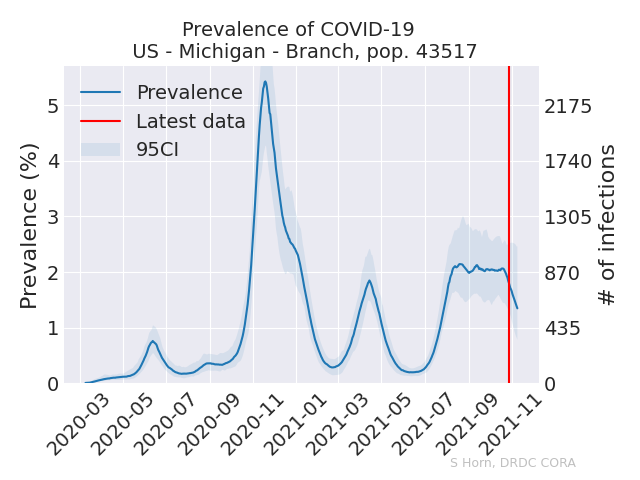 Prevalence of COVID-19
US - Michigan - Branch, pop. 43517
Prevalence
Latest data
95CI
Prevalence (%)
5
4
3
2
1
0
2175
1740
1305
870
435
0
# of infections
2020-03
2020-05
2020-07
2020-09
2020-11
2021-01
2021-03
2021-05
2021-07
2021-09
2021-11
S Horn, DRDC CORA